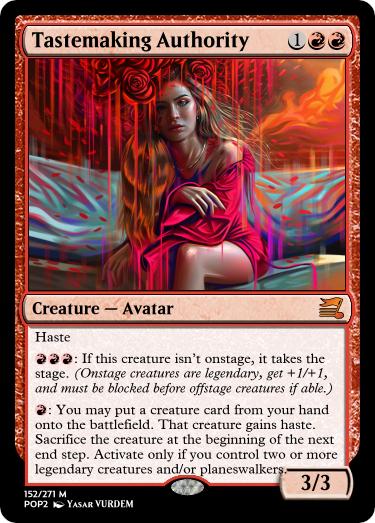 Tastemaking Authority 1
Creature — Avatar
Haste
: If this creature isn't onstage, it takes the
stage. (Onstage creatures are legendary, get +1/+1,
and must be blocked before offstage creatures if able.)
: You may put a creature card from your hand
onto the battlefield. That creature gains haste.
Sacrifice the creature at the beginning of the next
end step. Activate only if you control two or more
legendary creatures and/or planeswalkers.
3/3
152/271 M
POP2 Yasar VURDEM